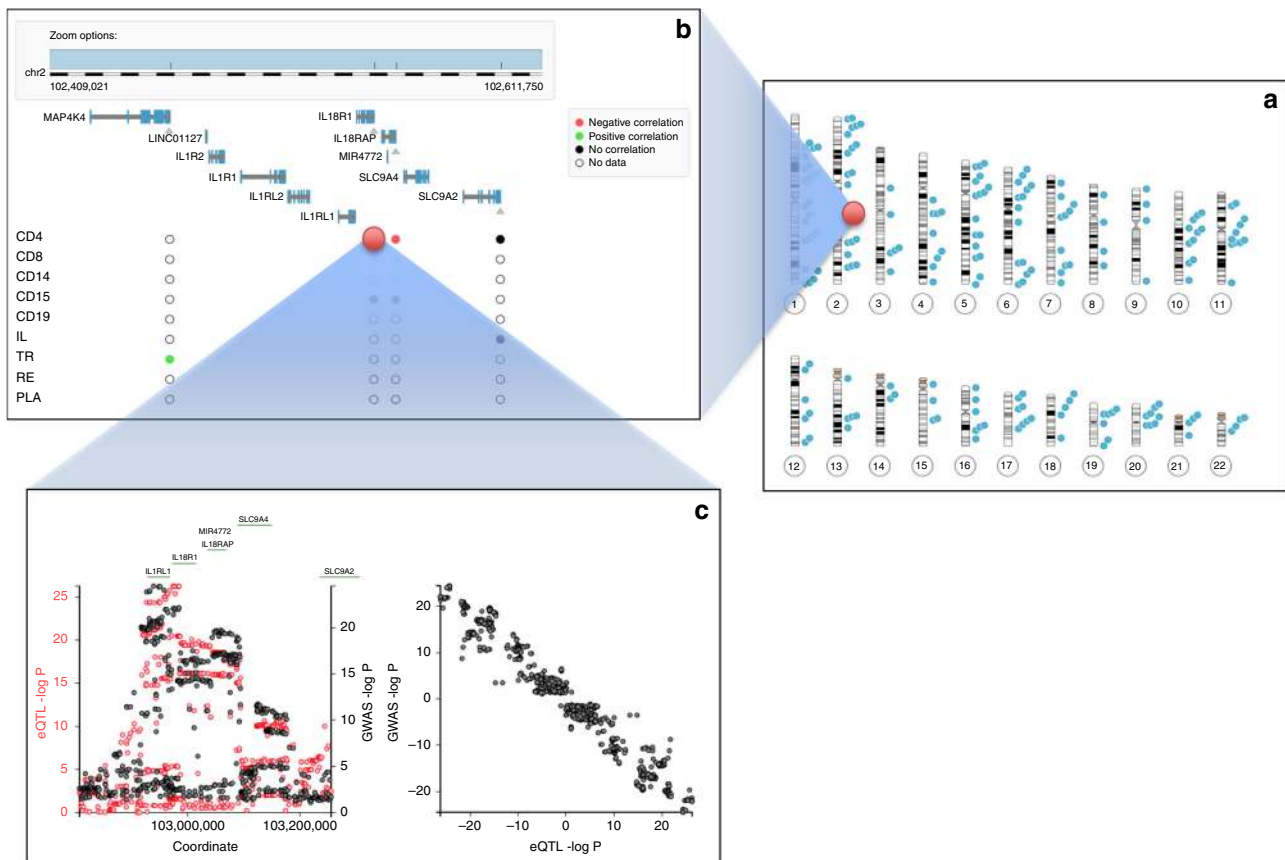 b
Zoom options:
chr2
102,409,021
102,611,750
MAP4K4
LINC01127
IL1R2
IL1R1
IL1RL2
IL1RL1
IL18R1
IL18RAP
MIR4772
SLC9A4
SLC9A2
Negative correlation
Positive correlation
No correlation
No data
CD4
CD8
CD14
CD15
CD19
IL
TR
RE
PLA
a
1 2 3 4 5 6 7 8 9 10 11
12 13 14 15 16 17 18 19 20 21 22
c
SLC9A4
MIR4772
IL18RAP
IL18R1
IL1RL1
SLC9A2
eQTL -log P
25
20
15
10
5
0
20
15
10
5
0
GWAS -log P
103,000,000 103,200,000
Coordinate
GWAS -log P
20
10
0
−10
−20
−20 −10 0 10 20
eQTL -log P